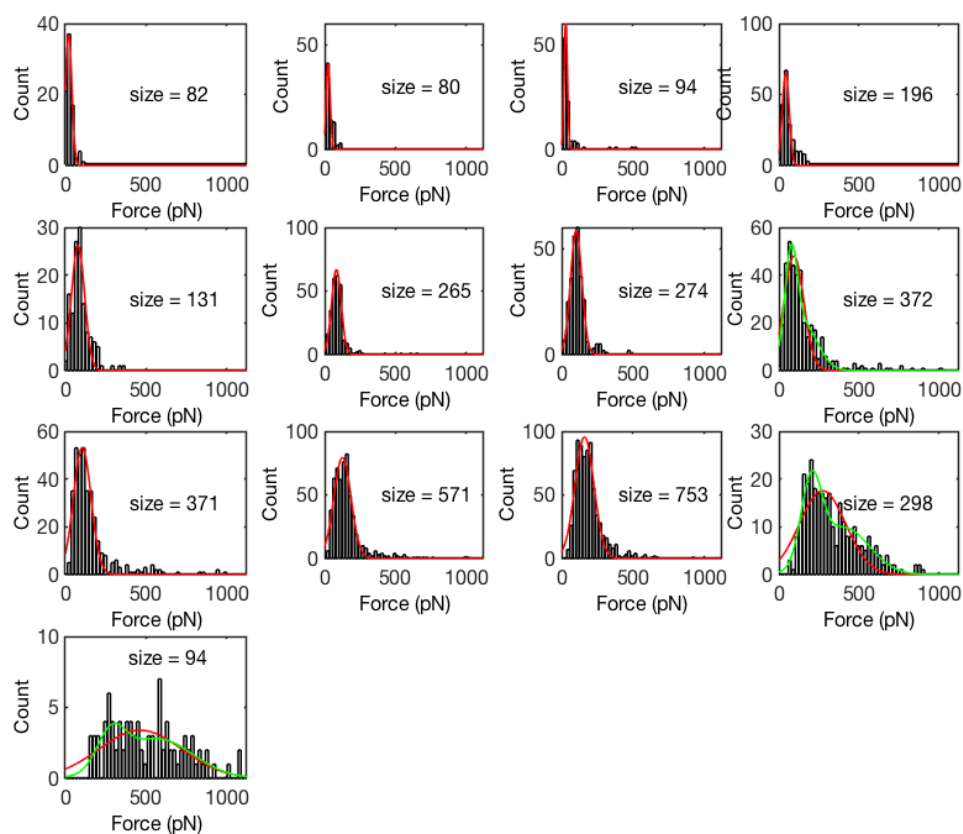 40
20
0
Count
size = 82
0 500 1000
Force (pN)
50
0
Count
size = 80
0 500 1000
Force (pN)
50
0
Count
size = 94
0 500 1000
Force (pN)
100
50
0
Count
size = 196
0 500 1000
Force (pN)
30
20
10
0
Count
size = 131
0 500 1000
Force (pN)
100
50
0
Count
size = 265
0 500 1000
Force (pN)
50
0
Count
size = 274
0 500 1000
Force (pN)
60
40
20
0
Count
size = 372
0 500 1000
Force (pN)
60
40
20
0
Count
size = 371
0 500 1000
Force (pN)
100
50
0
Count
size = 571
0 500 1000
Force (pN)
100
50
0
Count
size = 753
0 500 1000
Force (pN)
30
20
10
0
Count
size = 298
0 500 1000
Force (pN)
10
5
0
Count
size = 94
0 500 1000
Force (pN)